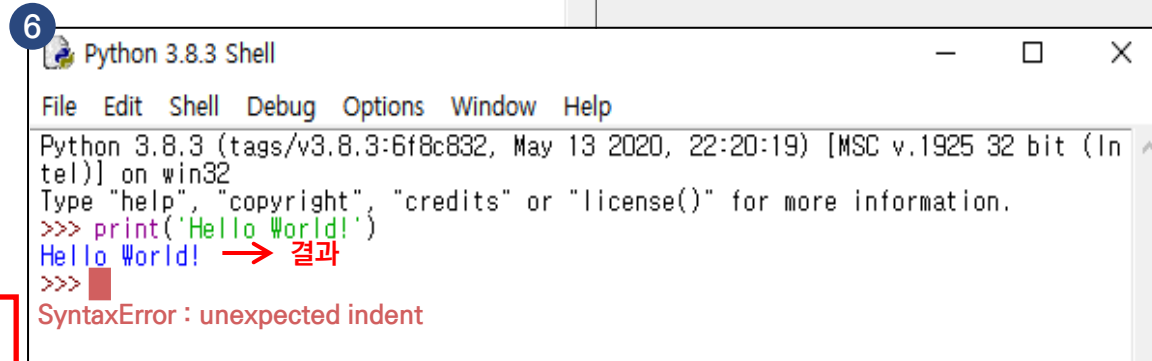 6
Python 3.8.3 Shell
File Edit Shell Debug Options Window Help
Python 3.8.3 (tags/v3.8.3:6f8c832, May 13 2020, 22:20:19) [MSC v.1925 32 bit (In
tel)] on win32
Type "help", "copyright", "credits" or "license()" for more information.
>>> print('Hello World!')
Hello World! → 결과
>>>
SyntaxError : unexpected indent